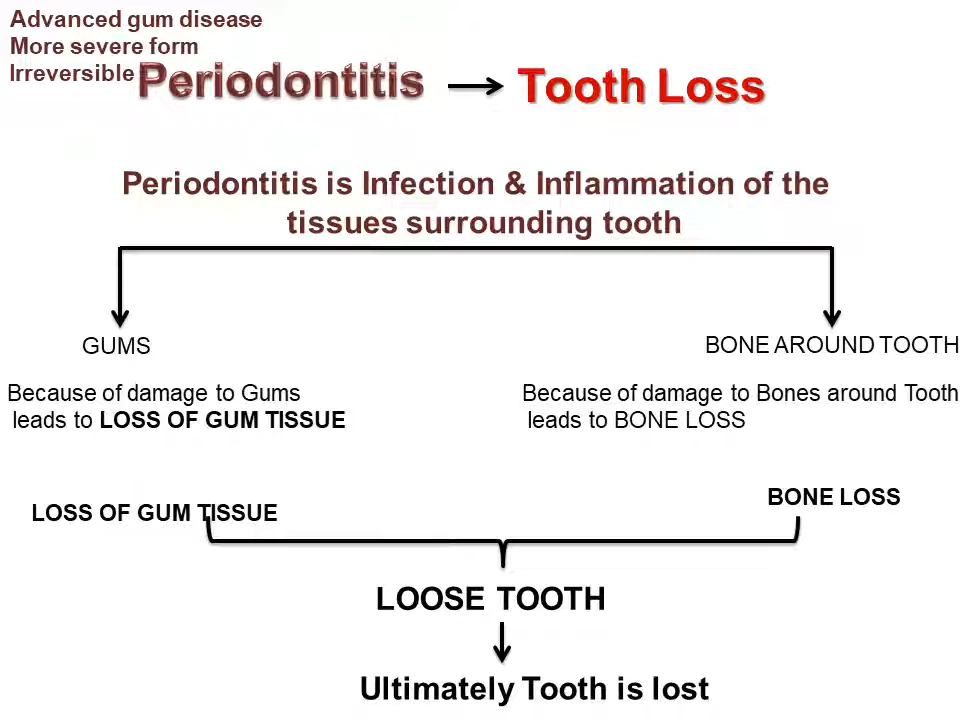 Advanced gum disease
More severe form
Irreversible
Periodontitis → Tooth Loss
Periodontitis is Infection & Inflammation of the
tissues surrounding tooth
GUMS
Because of damage to Gums
leads to LOSS OF GUM TISSUE
BONE AROUND TOOTH
Because of damage to Bones around Tooth
leads to BONE LOSS
LOSS OF GUM TISSUE
BONE LOSS
LOOSE TOOTH
Ultimately Tooth is lost